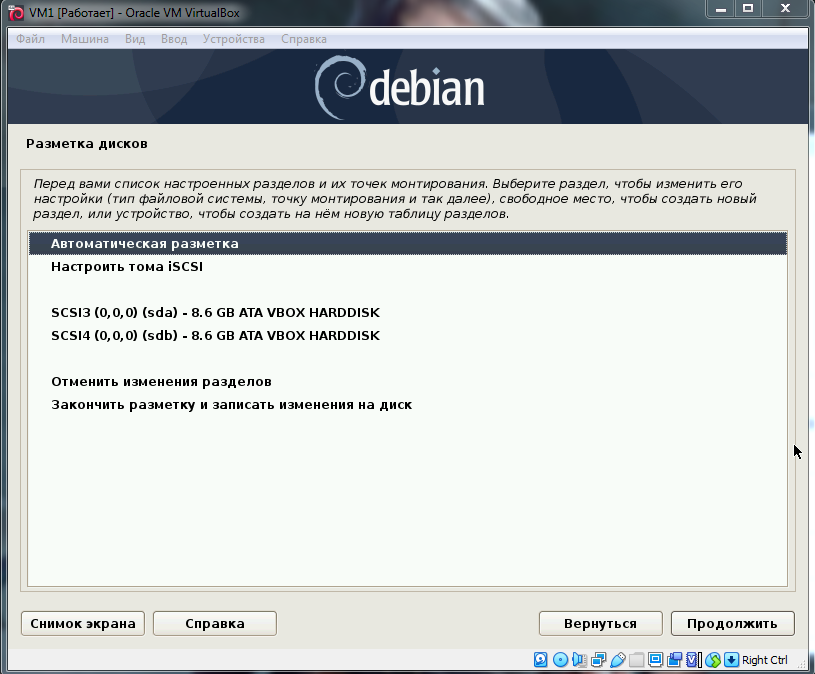 VM1 [Работает] - Oracle VM VirtualBox
Файл Машина Вид Ввод Устройства Справка
debian
Разметка дисков
Перед вами список настроенных разделов и их точек монтирования. Выберите раздел, чтобы изменить его
настройки (тип файловой системы, точку монтирования и так далее), свободное место, чтобы создать новый
раздел, или устройство, чтобы создать на нём новую таблицу разделов.
Автоматическая разметка
Настроить тома iSCSI
SCSI3 (0,0,0) (sda) - 8.6 GB ATA VBOX HARDDISK
SCSI4 (0,0,0) (sdb) - 8.6 GB ATA VBOX HARDDISK
Отменить изменения разделов
Закончить разметку и записать изменения на диск
Снимок экрана Справка Вернуться Продолжить
Right Ctrl